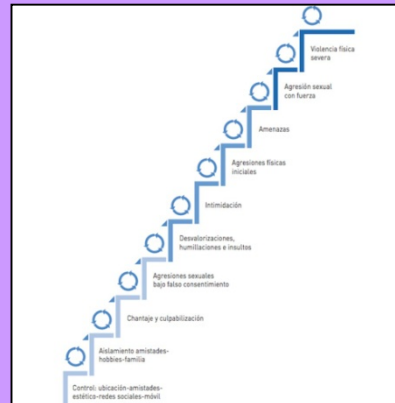 Violencia física
severa
Agresión sexual
con fuerza
Amenazas
Agresiones físicas
iniciales
Intimidación
Desvalorizaciones,
humillaciones e insultos
Agresiones sexuales
bajo falso consentimiento
Chantaje y culpabilización
Aislamiento amistades-
hobbies-familia
Control: ubicación-amistades-
estético-redes sociales-móvil